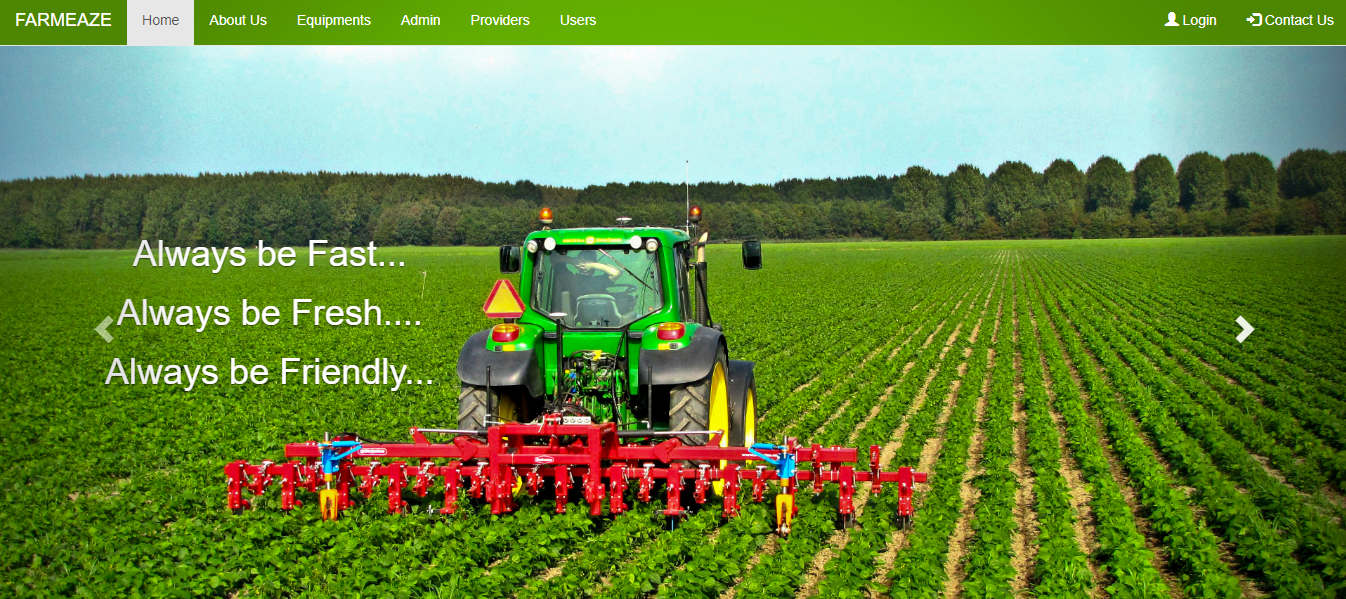 FARMEAZE Home About Us Equipments Admin Providers Users Login Contact Us
Always be Fast...
Always be Fresh....
Always be Friendly...